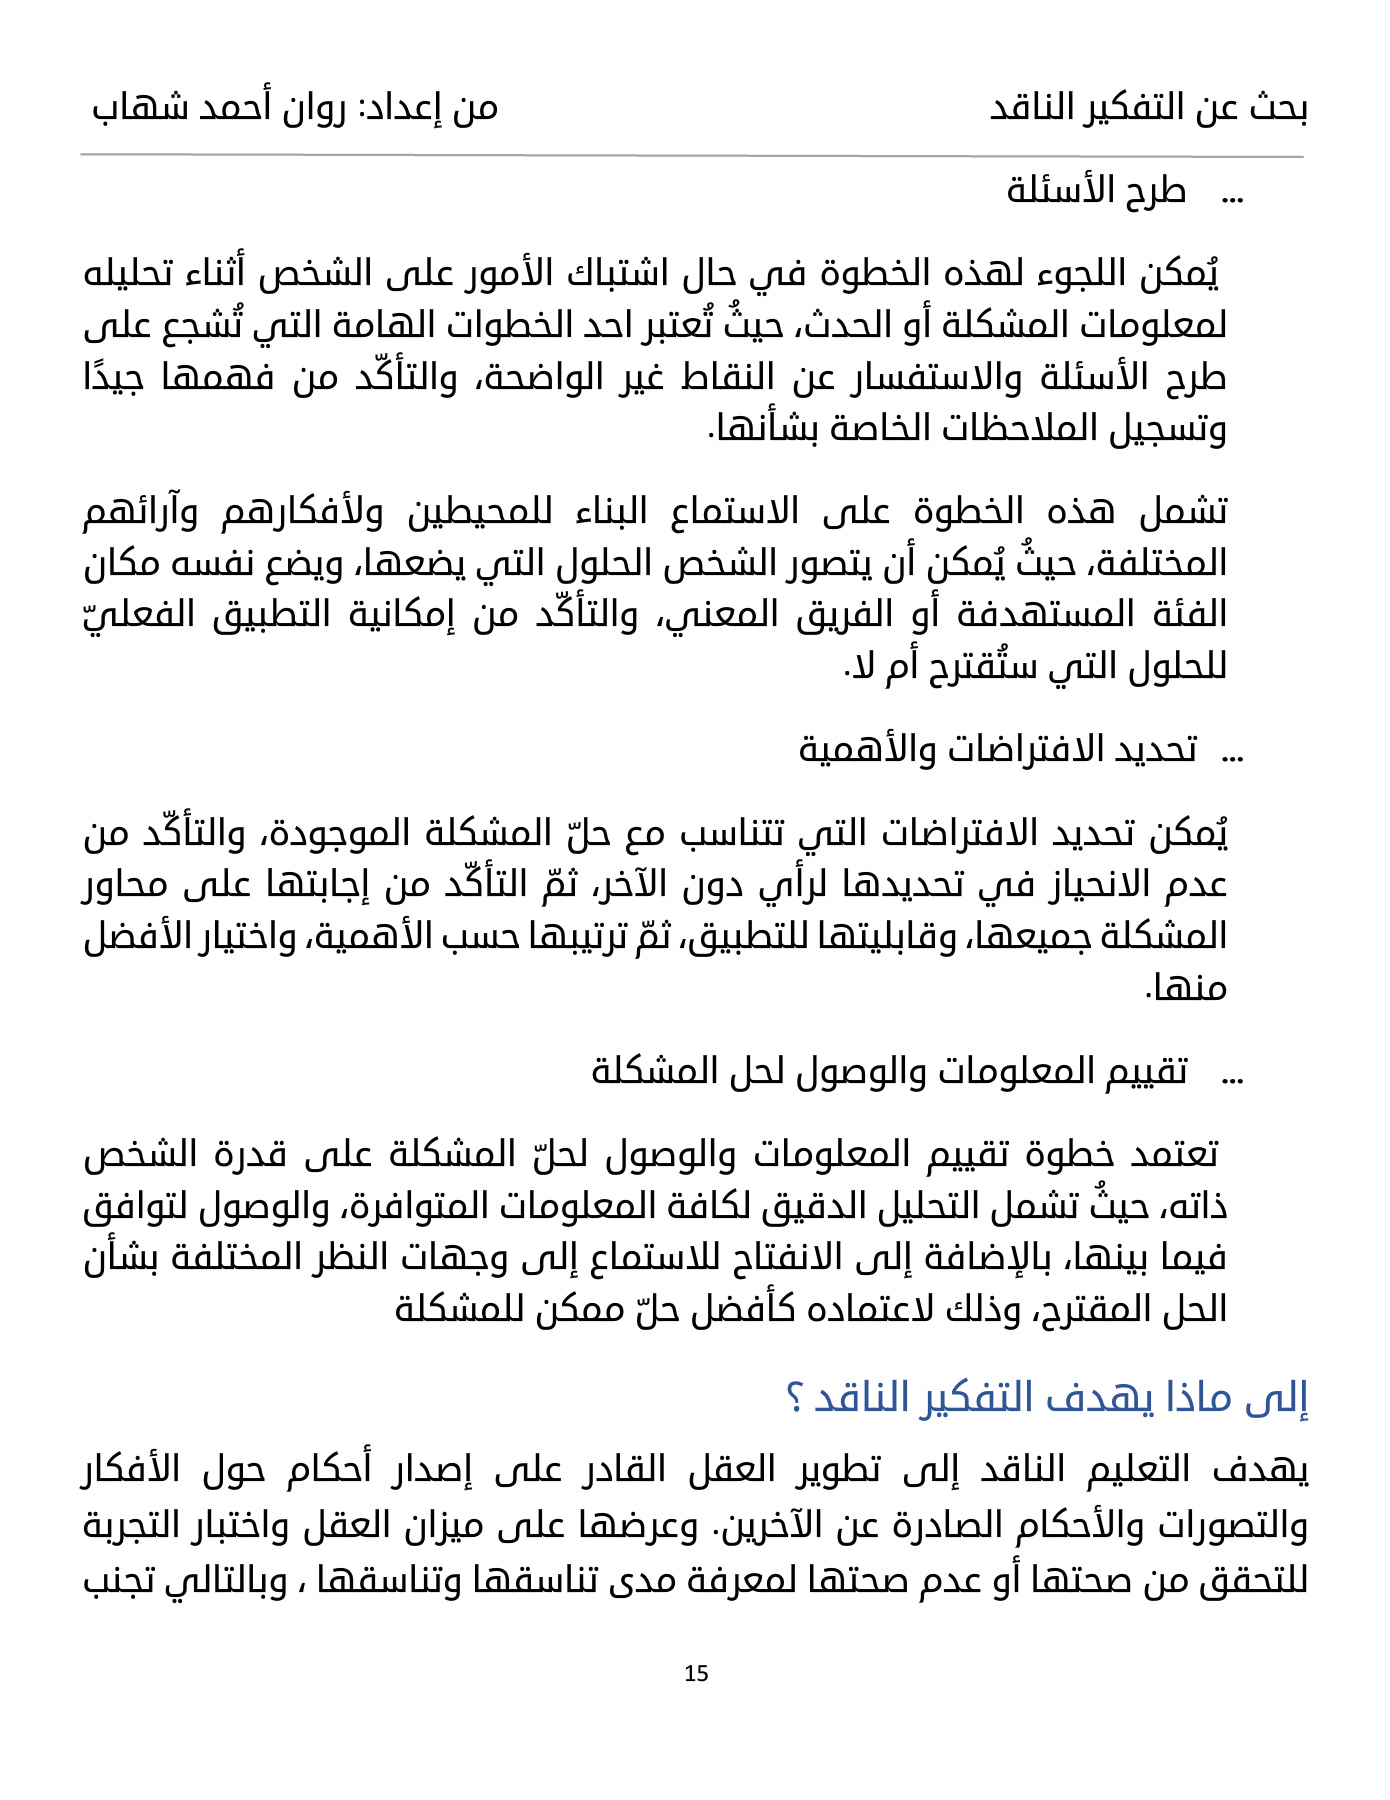 بحث عن التفكير الناقد من إعداد: روان أحمد شهاب
... طرح الأسئلة
يُمكن اللجوء لهذه الخطوة في حال اشتباك الأمور على الشخص أثناء تحليله
لمعلومات المشكلة أو الحدث، حيثُ تُعتبر احد الخطوات الهامة التي تُشجع على
طرح الأسئلة والاستفسار عن النقاط غير الواضحة، والتأكّد من فهمها جيدًا
وتسجيل الملاحظات الخاصة بشأنها.
تشمل هذه الخطوة على الاستماع البناء للمحيطين ولأفكارهم وآرائهم
المختلفة، حيثُ يُمكن أن يتصور الشخص الحلول التي يضعها، ويضع نفسه مكان
الفئة المستهدفة أو الفريق المعني، والتأكّد من إمكانية التطبيق الفعليّ
للحلول التي ستُقترح أم لا.
... تحديد الافتراضات والأهمية
يُمكن تحديد الافتراضات التي تتناسب مع حلّ المشكلة الموجودة، والتأكّد من
عدم الانحياز في تحديدها لرأي دون الآخر، ثمّ التأكّد من إجابتها على محاور
المشكلة جميعها، وقابليتها للتطبيق، ثمّ ترتيبها حسب الأهمية، واختيار الأفضل
منها.
... تقييم المعلومات والوصول لحل المشكلة
تعتمد خطوة تقييم المعلومات والوصول لحلّ المشكلة على قدرة الشخص
ذاته، حيثُ تشمل التحليل الدقيق لكافة المعلومات المتوافرة، والوصول لتوافق
فيما بينها، بالإضافة إلى الانفتاح للاستماع إلى وجهات النظر المختلفة بشأن
الحل المقترح، وذلك لاعتماده كأفضل حلّ ممكن للمشكلة
إلى ماذا يهدف التفكير الناقد ؟
يهدف التعليم الناقد إلى تطوير العقل القادر على إصدار أحكام حول الأفكار
والتصورات والأحكام الصادرة عن الآخرين. وعرضها على ميزان العقل واختبار التجربة
للتحقق من صحتها أو عدم صحتها لمعرفة مدى تناسقها وتناسقها ، وبالتالي تجنب
15